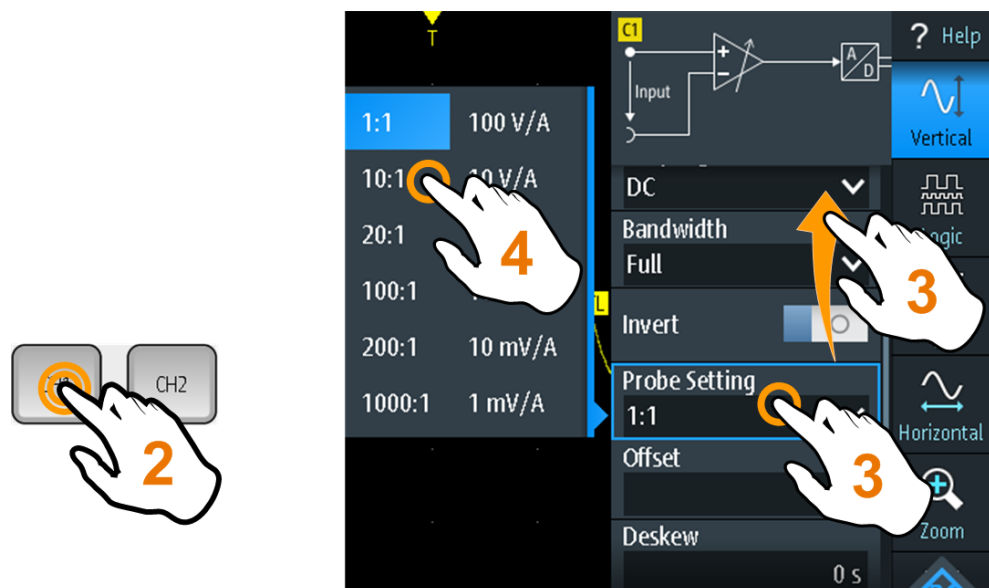 T
C1
Input
A
D
? Help
Vertical
1:1 100 V/A
10:1 10 V/A
20:1
100:1
200:1 10 mV/A
1000:1 1 mV/A
4
DC
Bandwidth
Full
Invert
Probe Setting
1:1
Offset
Deskew
0 s
3
3
Horizontal
Zoom
CH2
2